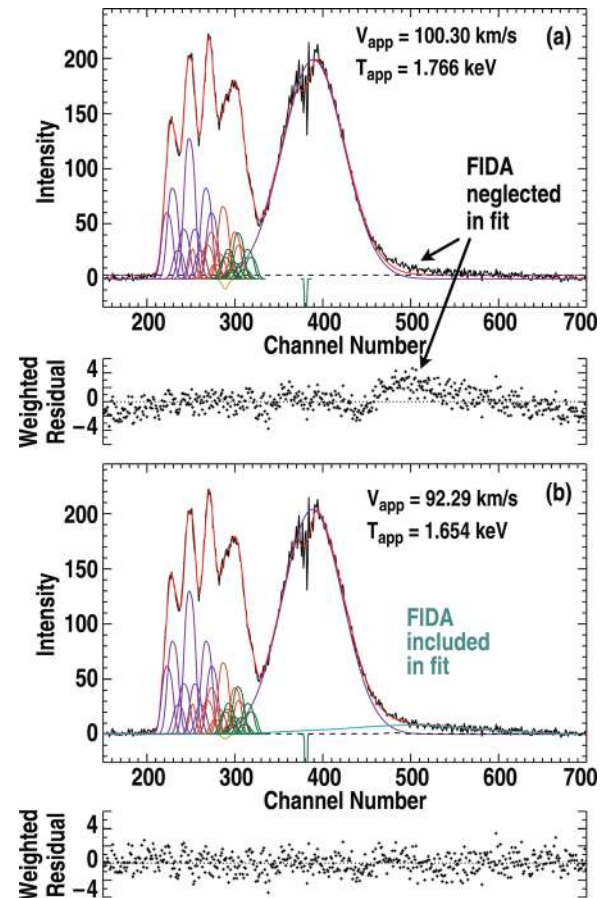 V_app = 100.30 km/s (a)
T_app = 1.766 keV
FIDA
neglected
in fit
Intensity
200
150
100
50
0
200 300 400 500 600 700
Channel Number
Weighted
Residual
4
0
−4
V_app = 92.29 km/s (b)
T_app = 1.654 keV
FIDA
included
in fit
Intensity
200
150
100
50
0
200 300 400 500 600 700
Channel Number
Weighted
Residual
4
0
−4